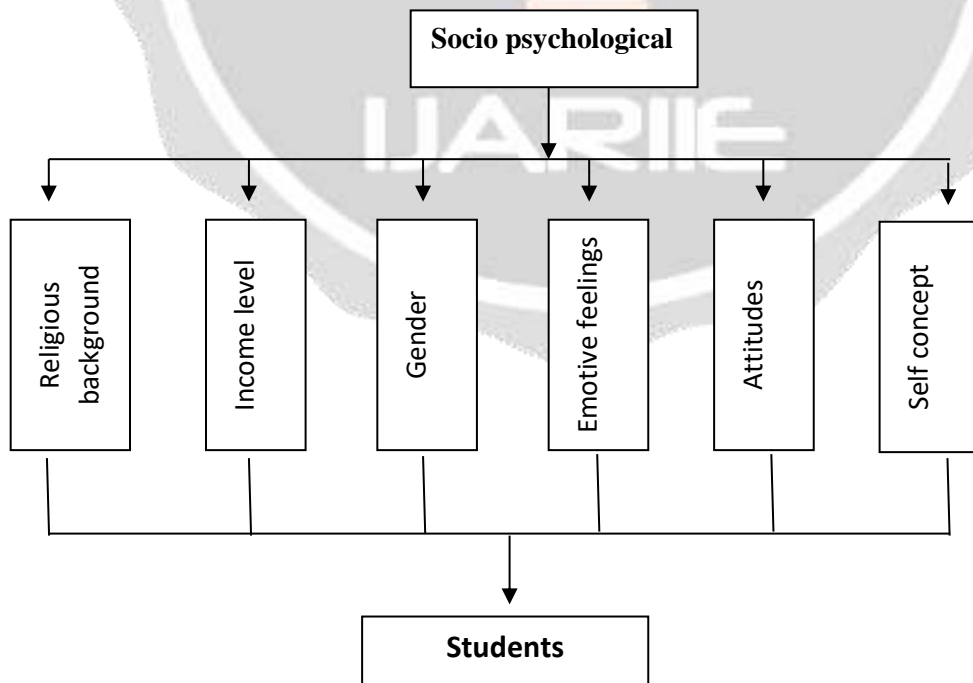 Socio psychological
IJARIIE
Religious
background
Income level
Gender
Emotive feelings
Attitudes
Self concept
Students